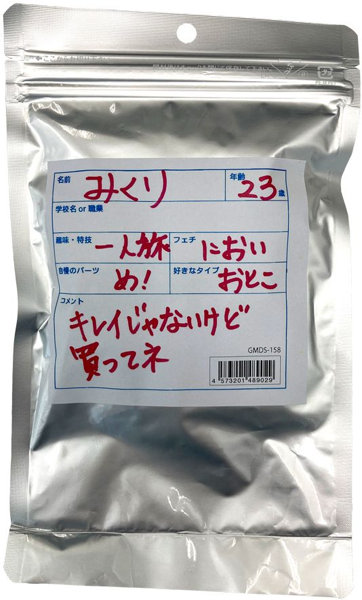 名前 みくり 年齢 23歳
学校名 or 職業
趣味・特技 一人旅 フェチ におい
自慢のパーツ め! 好きなタイプ おとこ
コメント
キレイじゃないけど
買ってネ
GMDS-158
4 573201 489029